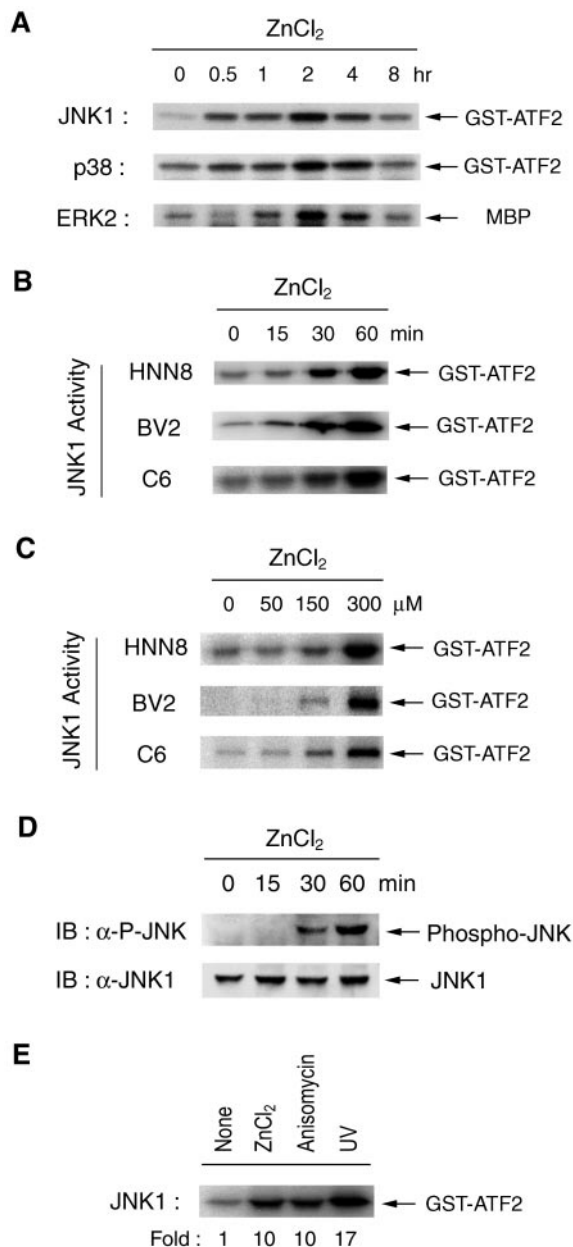 A
ZnCl₂
0 0.5 1 2 4 8 hr
JNK1 : GST-ATF2
p38 : GST-ATF2
ERK2 : MBP
B
ZnCl₂
0 15 30 60 min
JNK1 Activity
HNN8 GST-ATF2
BV2 GST-ATF2
C6 GST-ATF2
C
ZnCl₂
0 50 150 300 μM
JNK1 Activity
HNN8 GST-ATF2
BV2 GST-ATF2
C6 GST-ATF2
D
ZnCl₂
0 15 30 60 min
IB : α-P-JNK Phospho-JNK
IB : α-JNK1 JNK1
E
None ZnCl₂ Anisomycin UV
JNK1 : GST-ATF2
Fold : 1 10 10 17